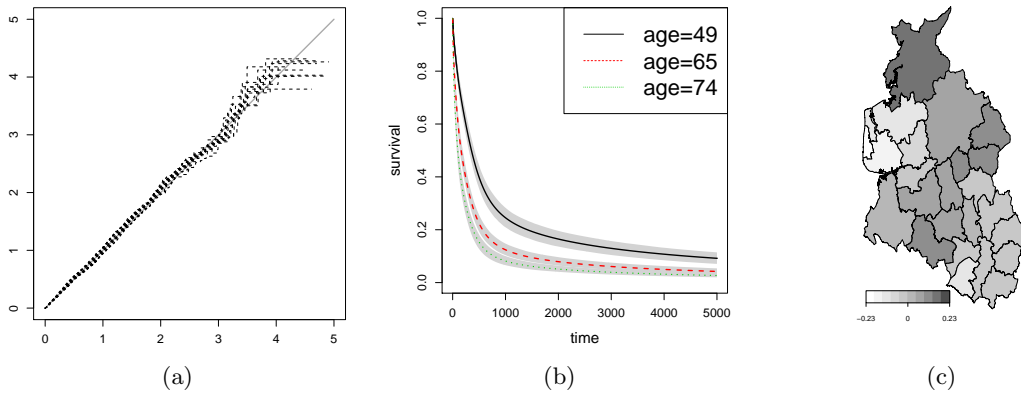 5
4
3
2
1
0
0 1 2 3 4 5
(a)
survival
1.0
0.8
0.6
0.4
0.2
0.0
age=49
age=65
age=74
0 1000 2000 3000 4000 5000
time
(b)
−0.23 0 0.23
(c)